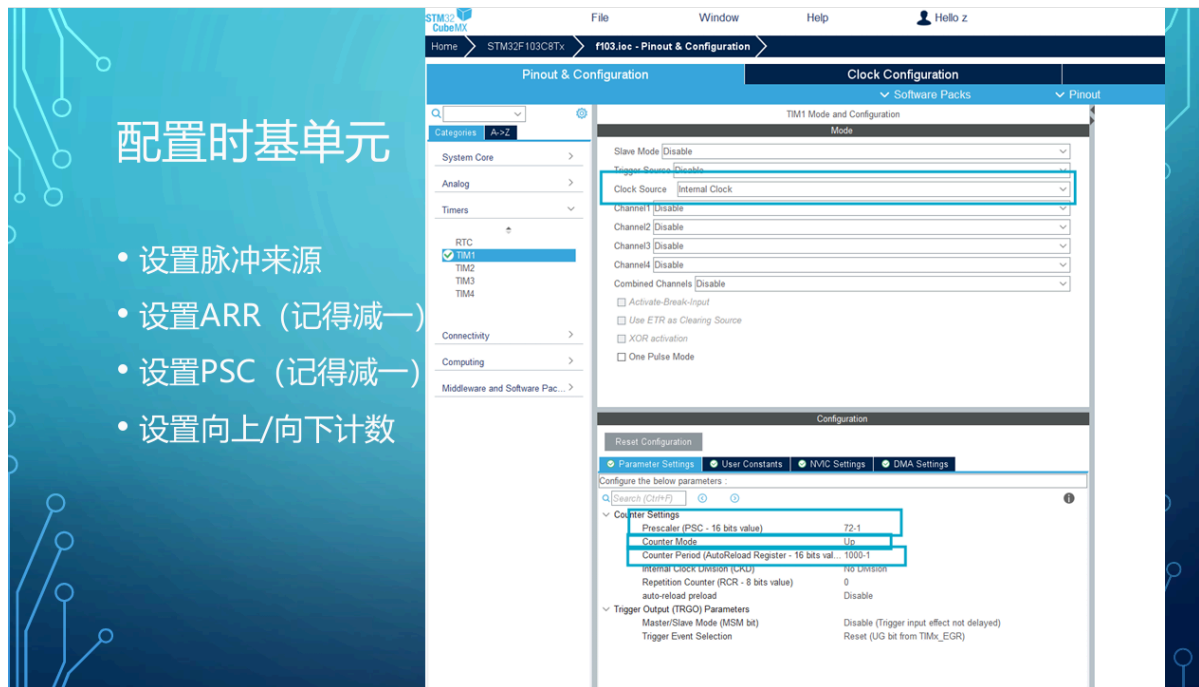 配置时基单元
• 设置脉冲来源
• 设置ARR（记得减一）
• 设置PSC（记得减一）
• 设置向上/向下计数
STM32
CubeMX
File Window Help Hello z
Home STM32F103C8Tx f103.ioc - Pinout & Configuration
Pinout & Configuration Clock Configuration
Software Packs Pinout
Categories A->Z
System Core
Analog
Timers
RTC
TIM1
TIM2
TIM3
TIM4
Connectivity
Computing
Middleware and Software Pac...
TIM1 Mode and Configuration
Mode
Slave Mode Disable
Trigger Source Disable
Clock Source Internal Clock
Channel1 Disable
Channel2 Disable
Channel3 Disable
Channel4 Disable
Combined Channels Disable
Activate-Break-Input
Use ETR as Clearing Source
XOR activation
One Pulse Mode
Configuration
Reset Configuration
Parameter Settings User Constants NVIC Settings DMA Settings
Configure the below parameters :
Search (Ctrl+F)
Counter Settings
Prescaler (PSC - 16 bits value) 72-1
Counter Mode Up
Counter Period (AutoReload Register - 16 bits val... 1000-1
Internal Clock Division (CKD) No Division
Repetition Counter (RCR - 8 bits value) 0
auto-reload preload Disable
Trigger Output (TRGO) Parameters
Master/Slave Mode (MSM bit) Disable (Trigger input effect not delayed)
Trigger Event Selection Reset (UG bit from TIMx_EGR)